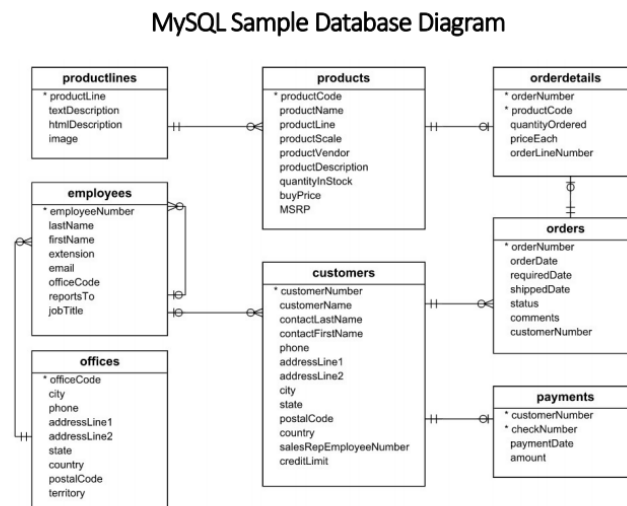 MySQL Sample Database Diagram
productlines
* productLine
textDescription
htmlDescription
image
products
* productCode
productName
productLine
productScale
productVendor
productDescription
quantityInStock
buyPrice
MSRP
orderdetails
* orderNumber
* productCode
quantityOrdered
priceEach
orderLineNumber
employees
* employeeNumber
lastName
firstName
extension
email
officeCode
reportsTo
jobTitle
customers
* customerNumber
customerName
contactLastName
contactFirstName
phone
addressLine1
addressLine2
city
state
postalCode
country
salesRepEmployeeNumber
creditLimit
orders
* orderNumber
orderDate
requiredDate
shippedDate
status
comments
customerNumber
offices
* officeCode
city
phone
addressLine1
addressLine2
state
country
postalCode
territory
payments
* customerNumber
* checkNumber
paymentDate
amount